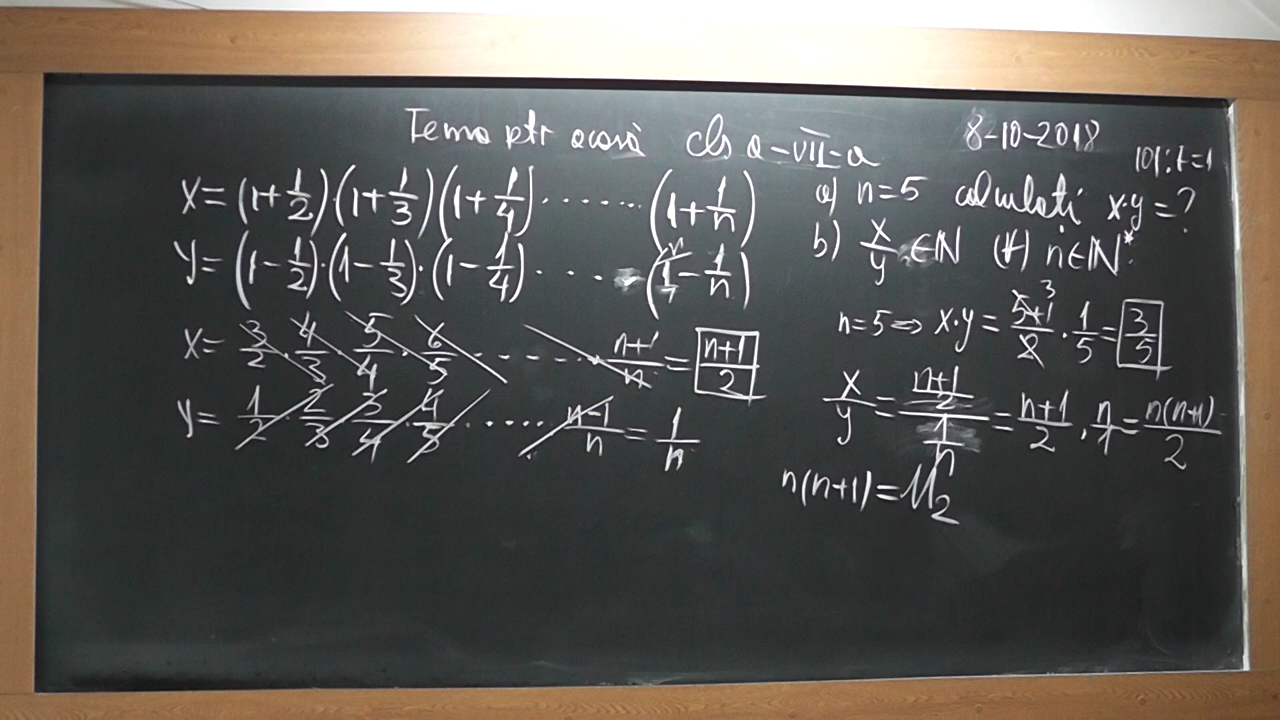 Tema ptr acasă cls a-VII-a 8-10-2018
x=(1+1/2)(1+1/3)(1+1/4).......(1+1/n)
y=(1-1/2)·(1-1/3)·(1-1/4)·....(1/1-1/n)
x=3/2·4/3·5/4·6/5·-------·n+1/n=n+1/2
y=1/2·2/3·3/4·4/5·.....n-1/n=1/n
a) n=5 calculati x·y=?
b) x/y ∈N (∀) n∈N*
n=5⇒x·y=5+1/2·1/5=3/5
x/y=(n+1/2)/(1/n)=n+1/2·n/1=n(n+1)/2
n(n+1)=M2